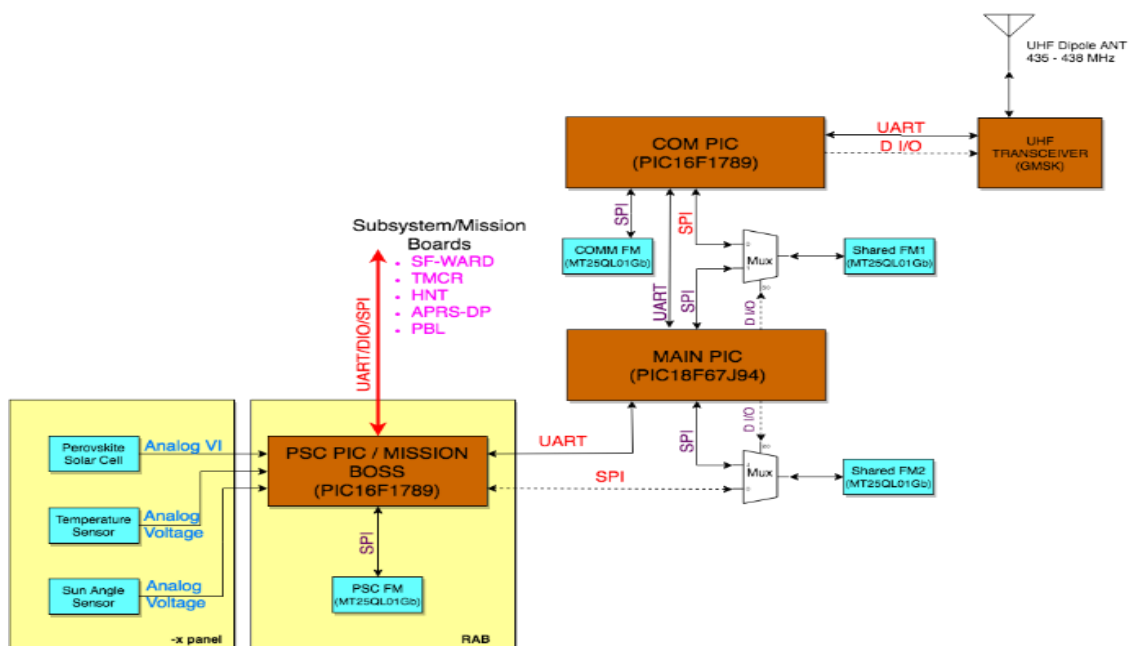 UHF Dipole ANT
435 - 438 MHz
COM PIC
(PIC16F1789)
UART
D I/O
UHF
TRANSCEIVER
(GMSK)
SPI
UART
SPI
SPI
COMM FM
(MT25QL01Gb)
Mux
Shared FM1
(MT25QL01Gb)
D I/O
Subsystem/Mission
Boards
• SF-WARD
• TMCR
• HNT
• APRS-DP
• PBL
UART/DIO/SPI
MAIN PIC
(PIC18F67J94)
UART
SPI
D I/O
Mux
Shared FM2
(MT25QL01Gb)
SPI
Perovskite
Solar Cell
Analog VI
PSC PIC / MISSION
BOSS
(PIC16F1789)
Temperature
Sensor
Analog
Voltage
SPI
Sun Angle
Sensor
Analog
Voltage
PSC FM
(MT25QL01Gb)
-x panel
RAB